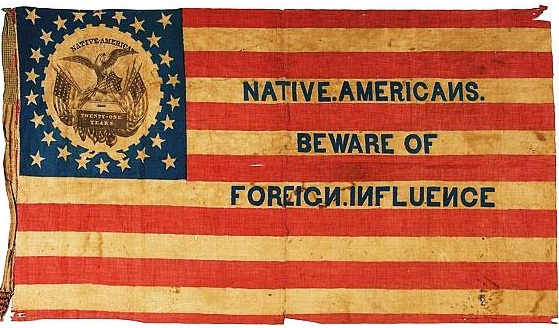 NATIVE-AMERICAN
TWENTY-ONE
YEARS.
NATIVE.AMERICANS.
BEWARE OF
FOREIGN.INFLUENCE